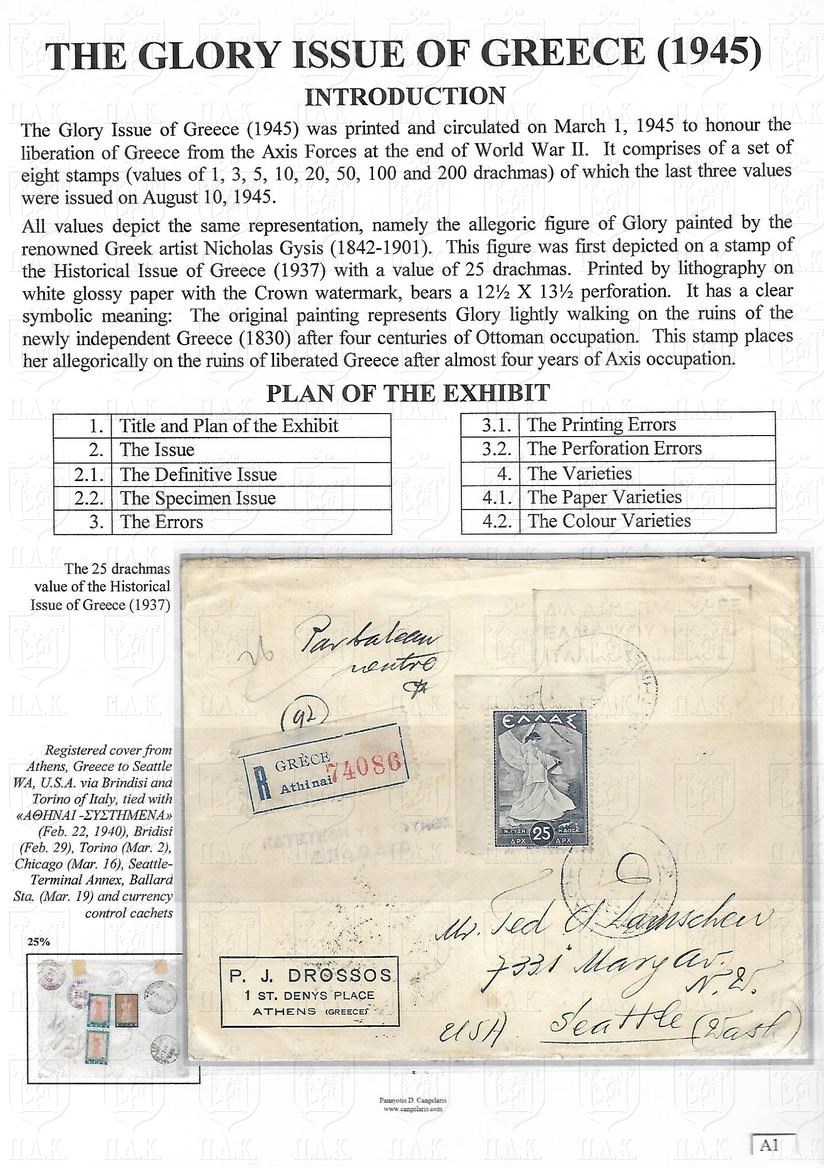 THE GLORY ISSUE OF GREECE (1945)
INTRODUCTION
The Glory Issue of Greece (1945) was printed and circulated on March 1, 1945 to honour the
liberation of Greece from the Axis Forces at the end of World War II. It comprises of a set of
eight stamps (values of 1, 3, 5, 10, 20, 50, 100 and 200 drachmas) of which the last three values
were issued on August 10, 1945.
All values depict the same representation, namely the allegoric figure of Glory painted by the
renowned Greek artist Nicholas Gysis (1842-1901). This figure was first depicted on a stamp of
the Historical Issue of Greece (1937) with a value of 25 drachmas. Printed by lithography on
white glossy paper with the Crown watermark, bears a 12½ X 13½ perforation. It has a clear
symbolic meaning: The original painting represents Glory lightly walking on the ruins of the
newly independent Greece (1830) after four centuries of Ottoman occupation. This stamp places
her allegorically on the ruins of liberated Greece after almost four years of Axis occupation.
PLAN OF THE EXHIBIT
1. Title and Plan of the Exhibit
2. The Issue
2.1. The Definitive Issue
2.2. The Specimen Issue
3. The Errors
3.1. The Printing Errors
3.2. The Perforation Errors
4. The Varieties
4.1. The Paper Varieties
4.2. The Colour Varieties
The 25 drachmas
value of the Historical
Issue of Greece (1937)
Registered cover from
Athens, Greece to Seattle
WA, U.S.A. via Brindisi and
Torino of Italy, tied with
«ΑΘΗΝΑΙ -ΣΥΣΤΗΜΕΝΑ»
(Feb. 22, 1940), Bridisi
(Feb. 29), Torino (Mar. 2),
Chicago (Mar. 16), Seattle-
Terminal Annex, Ballard
Sta. (Mar. 19) and currency
control cachets
25%
26
(92)
R GRÈCE
Athinai 74086
ΕΛΛΑΣ
Ν. ΓΥΖΗ Η ΔΟΞΑ
ΔΡΧ 25 ΔΡΧ
Mr. Ted
7331 Mary Av.
N.W.
USA Seattle (Wash)
P. J. DROSSOS
1 ST. DENYS PLACE
ATHENS (GREECE)
Panayotis D. Cangelaris
www.cangelaris.com
A1
Π.Λ.Κ.